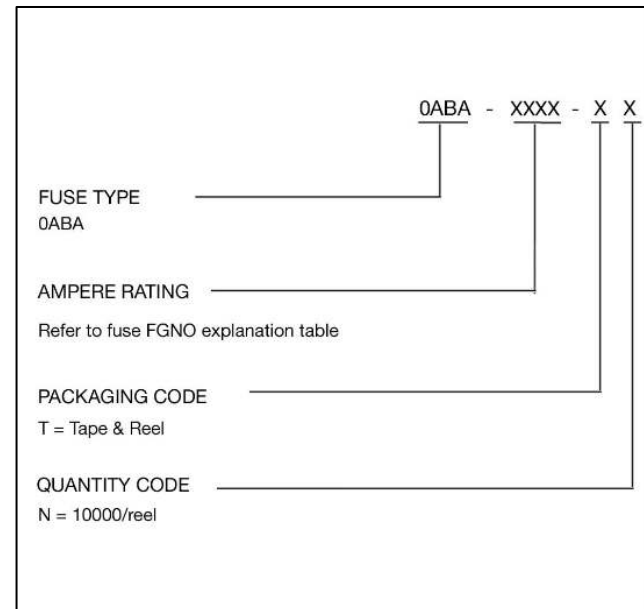 0ABA - XXXX - X X
FUSE TYPE
0ABA
AMPERE RATING
Refer to fuse FGNO explanation table
PACKAGING CODE
T = Tape & Reel
QUANTITY CODE
N = 10000/reel